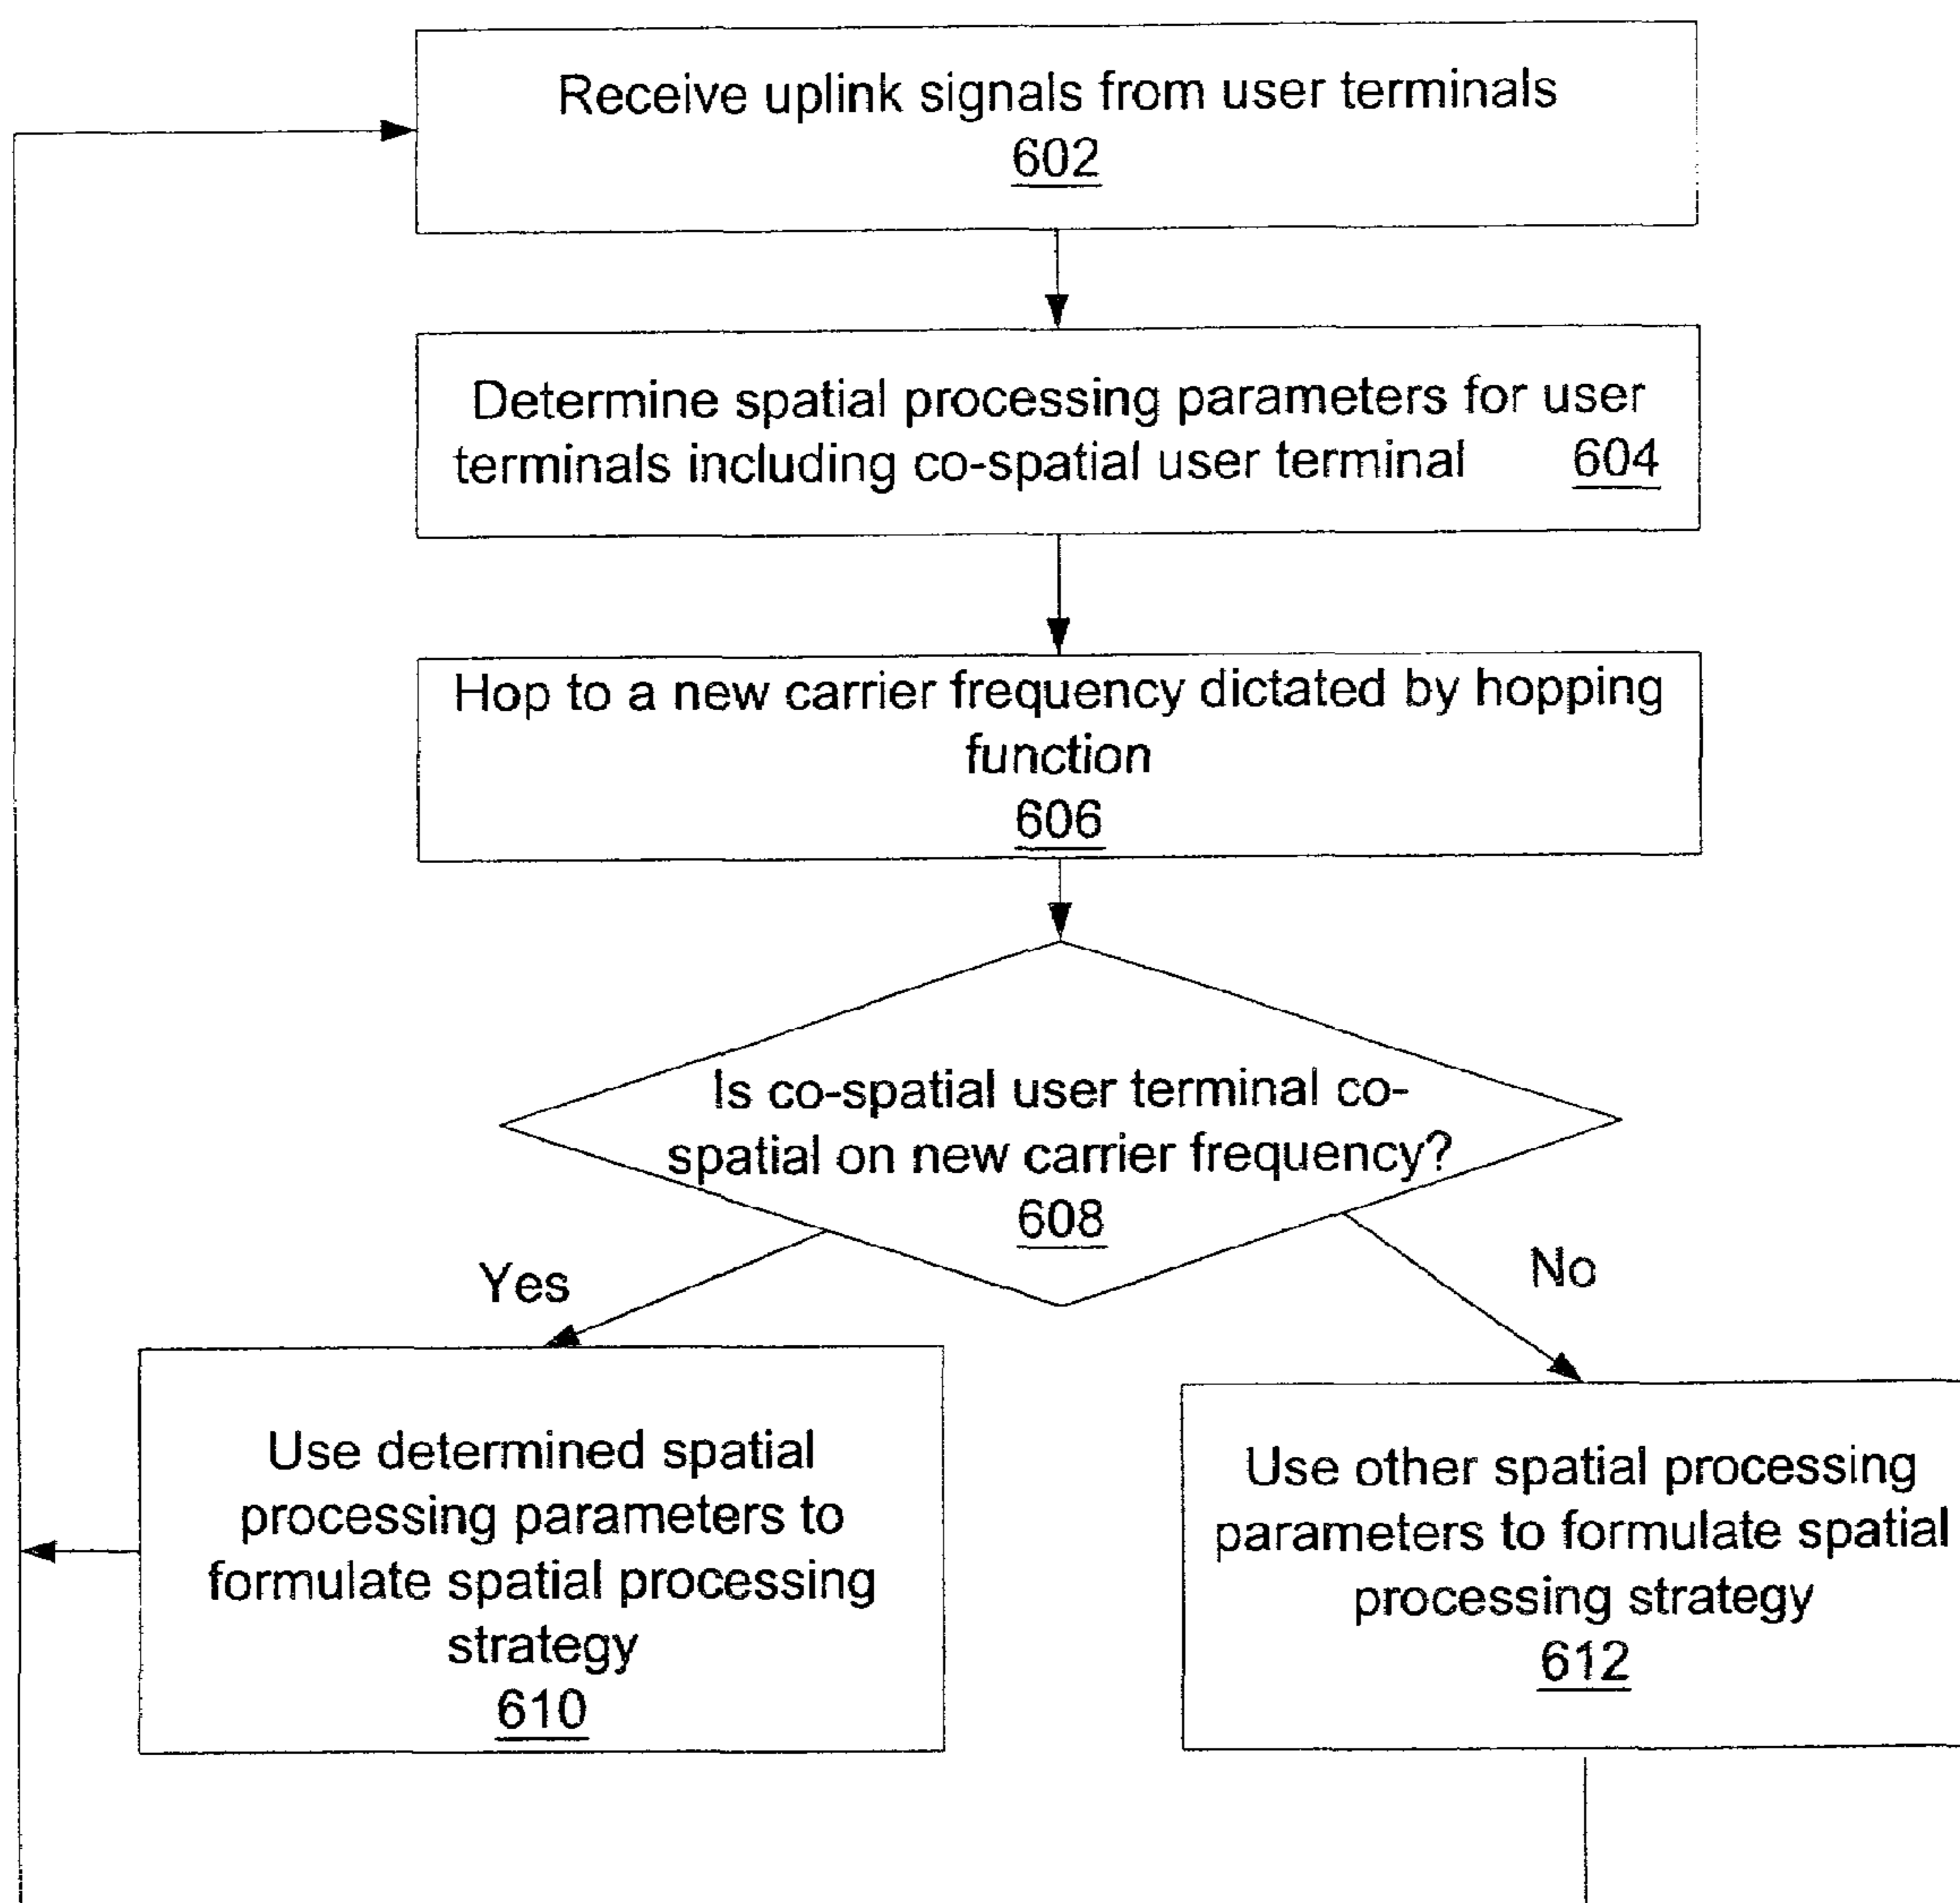 Receive uplink signals from user terminals
602
Determine spatial processing parameters for user
terminals including co-spatial user terminal 604
Hop to a new carrier frequency dictated by hopping
function
606
Is co-spatial user terminal co-
spatial on new carrier frequency?
608
Yes
No
Use determined spatial
processing parameters to
formulate spatial processing
strategy
610
Use other spatial processing
parameters to formulate spatial
processing strategy
612